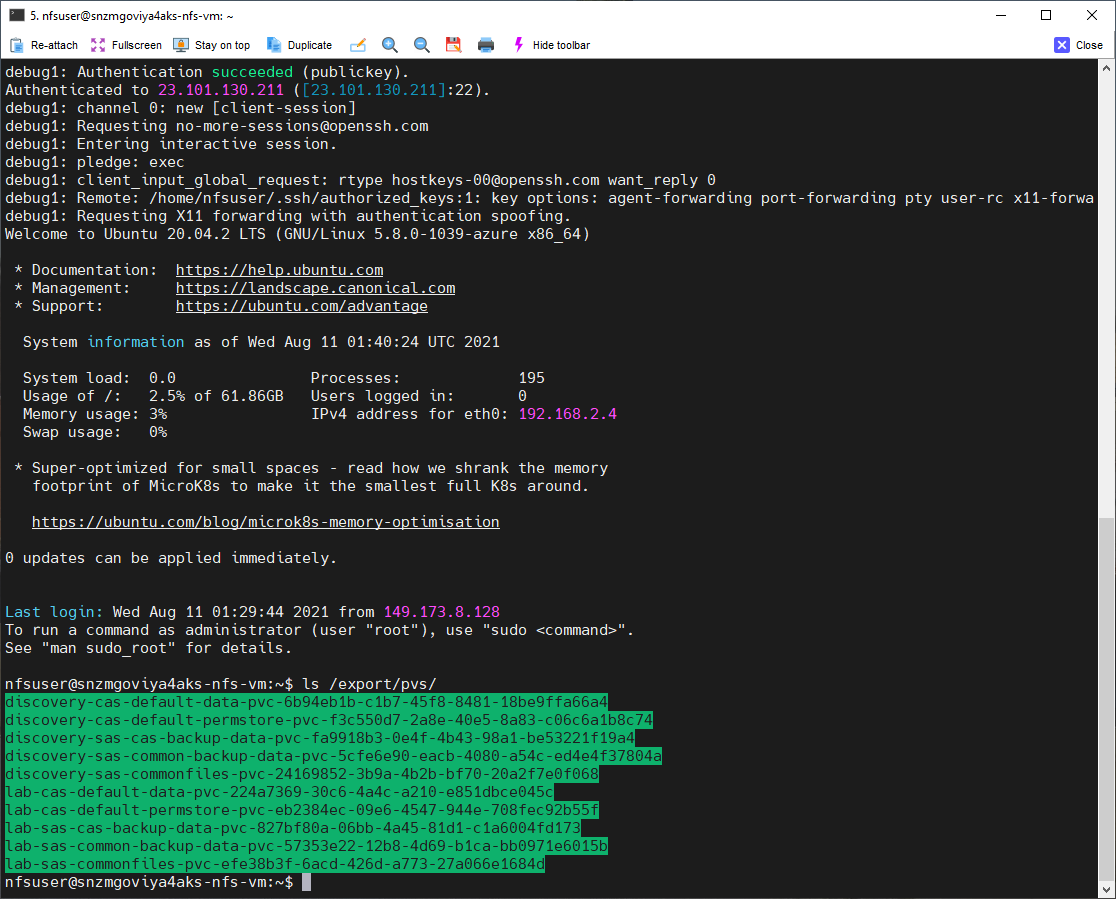 5. nfsuser@snzmgoviya4aks-nfs-vm: ~
Re-attach Fullscreen Stay on top Duplicate Hide toolbar Close
debug1: Authentication succeeded (publickey).
Authenticated to 23.101.130.211 ([23.101.130.211]:22).
debug1: channel 0: new [client-session]
debug1: Requesting no-more-sessions@openssh.com
debug1: Entering interactive session.
debug1: pledge: exec
debug1: client_input_global_request: rtype hostkeys-00@openssh.com want_reply 0
debug1: Remote: /home/nfsuser/.ssh/authorized_keys:1: key options: agent-forwarding port-forwarding pty user-rc x11-forwa
debug1: Requesting X11 forwarding with authentication spoofing.
Welcome to Ubuntu 20.04.2 LTS (GNU/Linux 5.8.0-1039-azure x86_64)
* Documentation: https://help.ubuntu.com
* Management: https://landscape.canonical.com
* Support: https://ubuntu.com/advantage
System information as of Wed Aug 11 01:40:24 UTC 2021
System load: 0.0 Processes: 195
Usage of /: 2.5% of 61.86GB Users logged in: 0
Memory usage: 3% IPv4 address for eth0: 192.168.2.4
Swap usage: 0%
* Super-optimized for small spaces - read how we shrank the memory
footprint of MicroK8s to make it the smallest full K8s around.
https://ubuntu.com/blog/microk8s-memory-optimisation
0 updates can be applied immediately.
Last login: Wed Aug 11 01:29:44 2021 from 149.173.8.128
To run a command as administrator (user "root"), use "sudo <command>".
See "man sudo_root" for details.
nfsuser@snzmgoviya4aks-nfs-vm:~$ ls /export/pvs/
discovery-cas-default-data-pvc-6b94eb1b-c1b7-45f8-8481-18be9ffa66a4
discovery-cas-default-permstore-pvc-f3c550d7-2a8e-40e5-8a83-c06c6a1b8c74
discovery-sas-cas-backup-data-pvc-fa9918b3-0e4f-4b43-98a1-be53221f19a4
discovery-sas-common-backup-data-pvc-5cfe6e90-eacb-4080-a54c-ed4e4f37804a
discovery-sas-commonfiles-pvc-24169852-3b9a-4b2b-bf70-20a2f7e0f068
lab-cas-default-data-pvc-224a7369-30c6-4a4c-a210-e851dbce045c
lab-cas-default-permstore-pvc-eb2384ec-09e6-4547-944e-708fec92b55f
lab-sas-cas-backup-data-pvc-827bf80a-06bb-4a45-81d1-c1a6004fd173
lab-sas-common-backup-data-pvc-57353e22-12b8-4d69-b1ca-bb0971e6015b
lab-sas-commonfiles-pvc-efe38b3f-6acd-426d-a773-27a066e1684d
nfsuser@snzmgoviya4aks-nfs-vm:~$